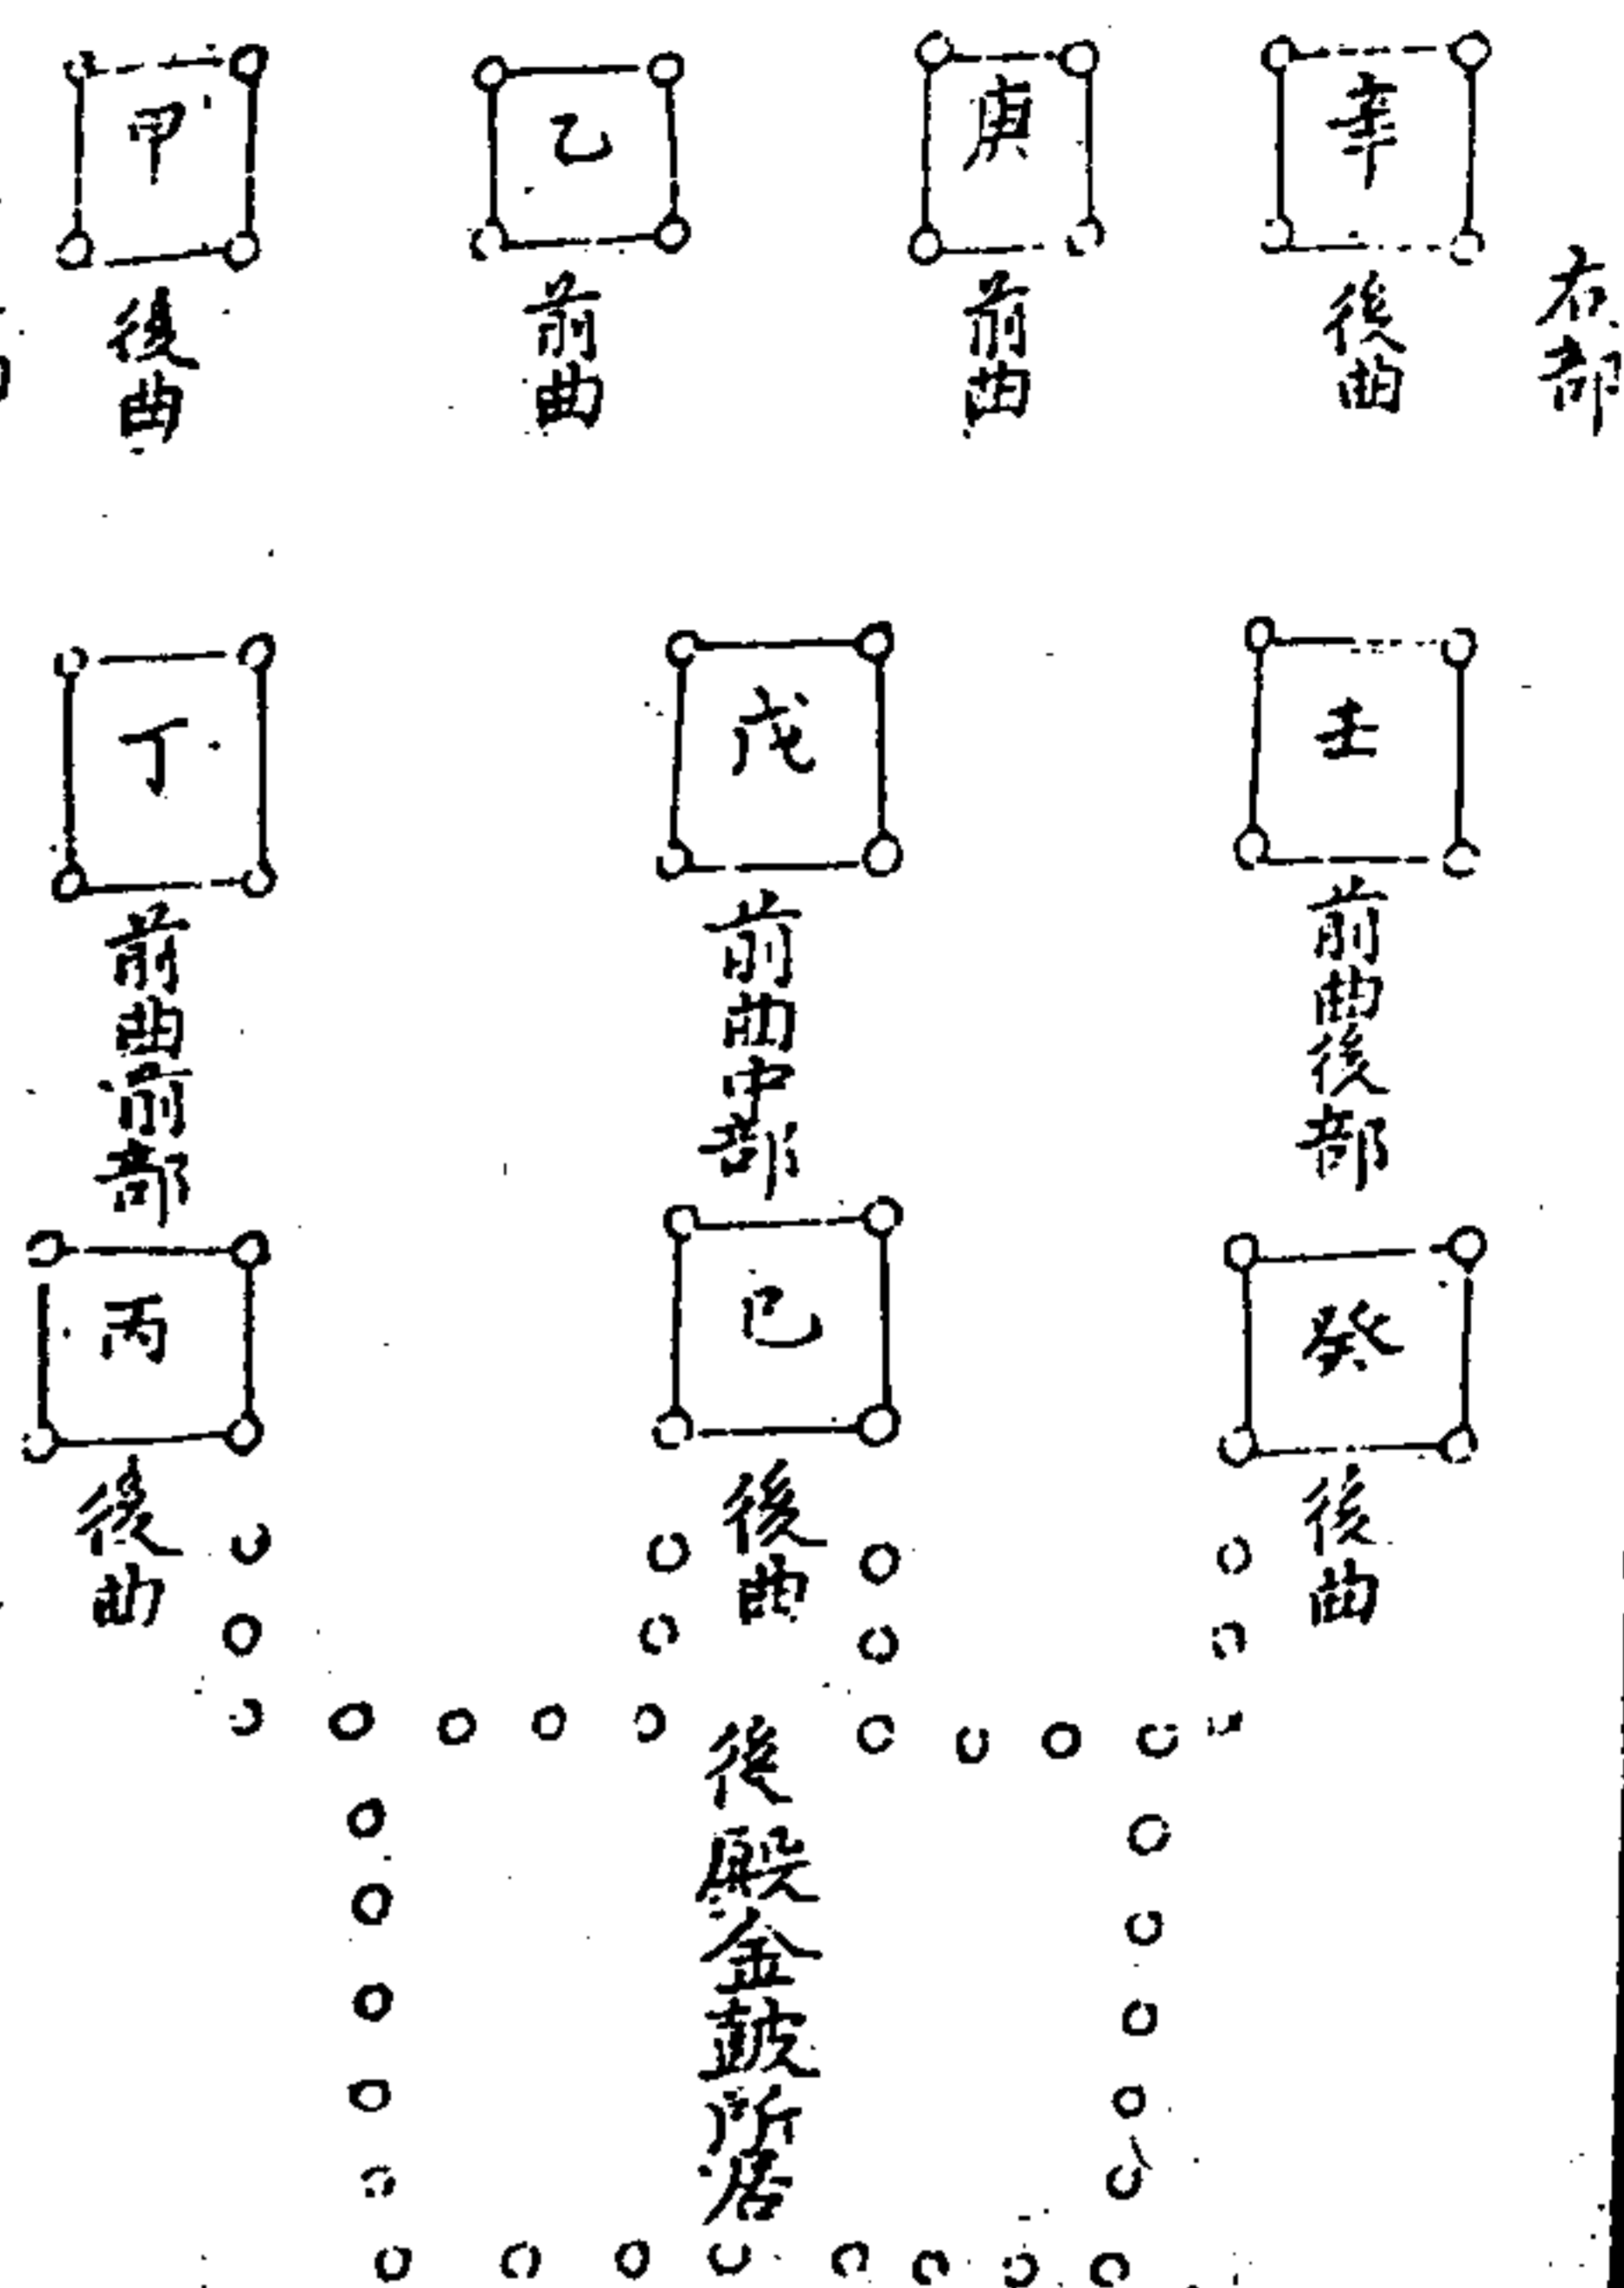 右部
辛
後曲
庚
前曲
乙
前曲
甲
後曲
壬
前曲後部
戊
前曲中部
丁
前曲前部
癸
後曲
己
後曲
丙
後曲
後殿金鼓所居